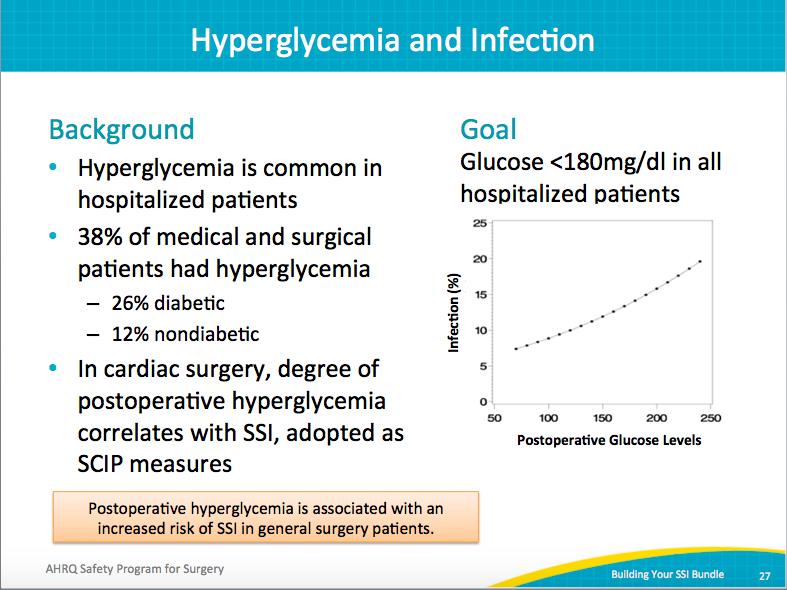 Hyperglycemia and Infection
Background
• Hyperglycemia is common in
hospitalized patients
• 38% of medical and surgical
patients had hyperglycemia
– 26% diabetic
– 12% nondiabetic
• In cardiac surgery, degree of
postoperative hyperglycemia
correlates with SSI, adopted as
SCIP measures
Goal
Glucose <180mg/dl in all
hospitalized patients
25
20
15
10
5
0
Infection (%)
50 100 150 200 250
Postoperative Glucose Levels
Postoperative hyperglycemia is associated with an
increased risk of SSI in general surgery patients.
AHRQ Safety Program for Surgery
Building Your SSI Bundle 27